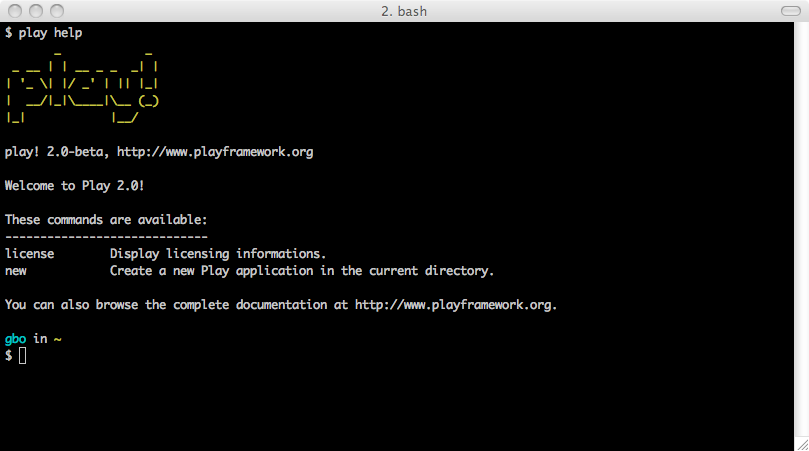 2. bash
$ play help
play!
play! 2.0-beta, http://www.playframework.org
Welcome to Play 2.0!
These commands are available:
-----------------------------
license       Display licensing informations.
new           Create a new Play application in the current directory.
You can also browse the complete documentation at http://www.playframework.org.
gbo in ~
$